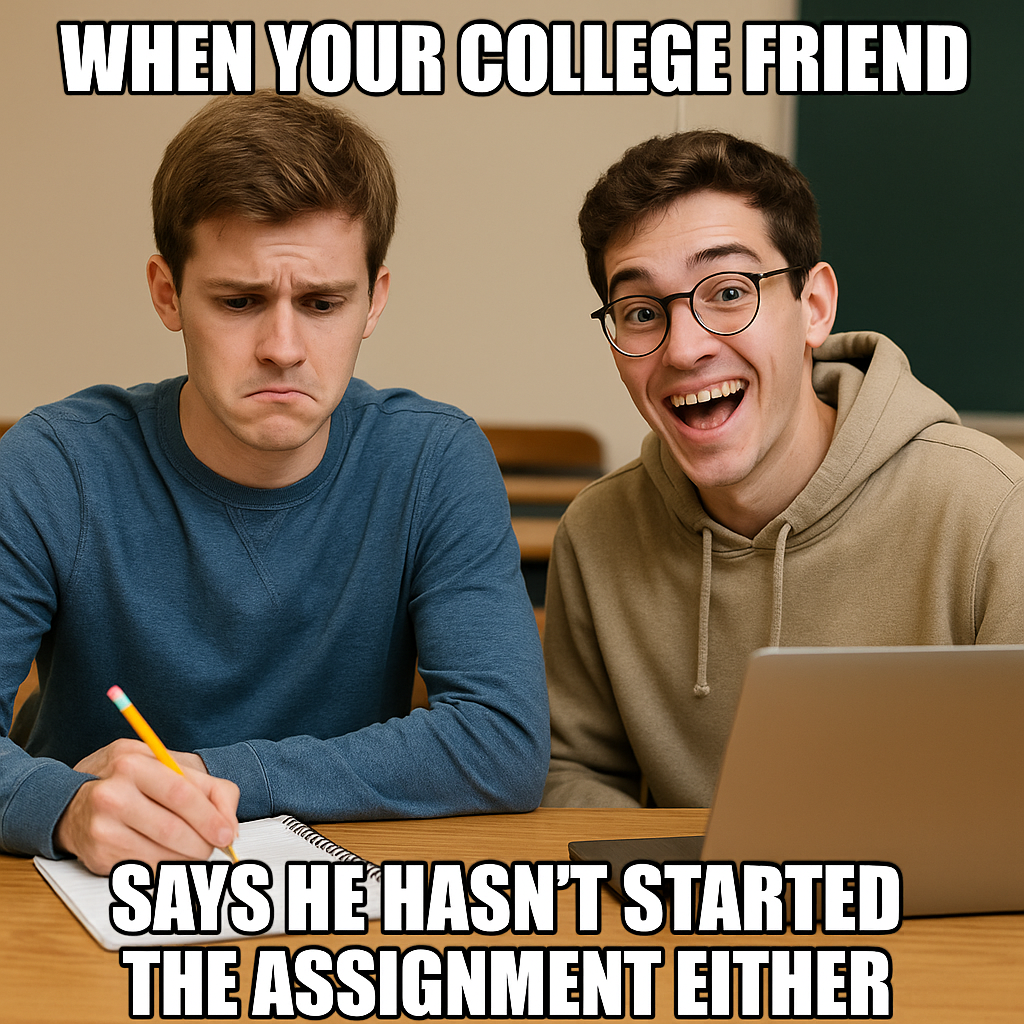 WHEN YOUR COLLEGE FRIEND
SAYS HE HASN'T STARTED
THE ASSIGNMENT EITHER